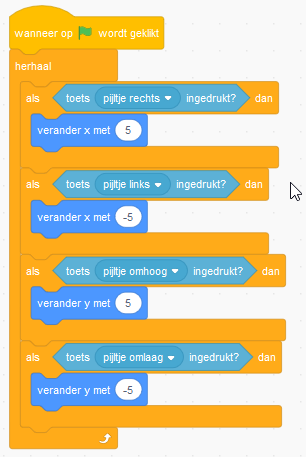 wanneer op wordt geklikt
herhaal
als toets pijltje rechts ingedrukt? dan
verander x met 5
als toets pijltje links ingedrukt? dan
verander x met -5
als toets pijltje omhoog ingedrukt? dan
verander y met 5
als toets pijltje omlaag ingedrukt? dan
verander y met -5